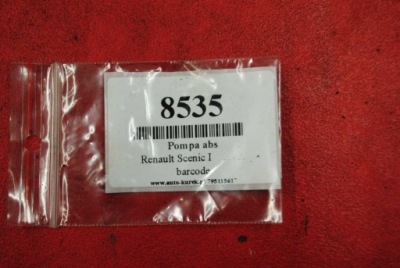 8535
Pompa abs
Renault Scenic I
barcode